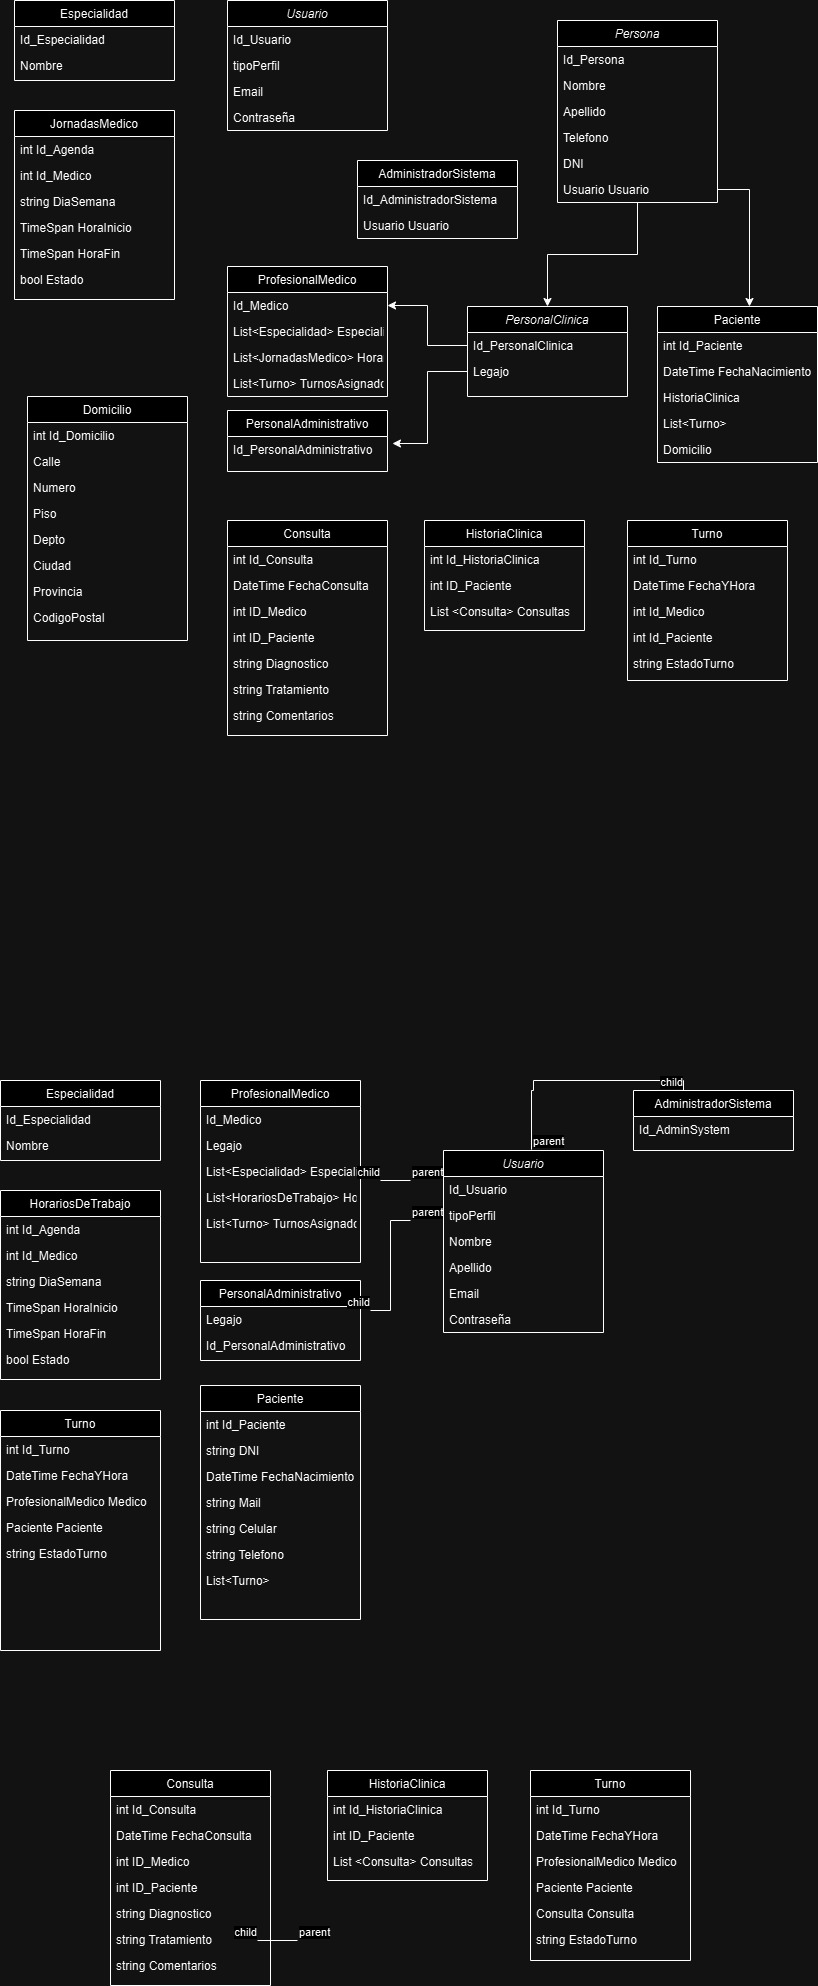 Especialidad
Id_Especialidad
Nombre
Usuario
Id_Usuario
tipoPerfil
Email
Contraseña
Persona
Id_Persona
Nombre
Apellido
Telefono
DNI
Usuario Usuario
JornadasMedico
int Id_Agenda
int Id_Medico
string DiaSemana
TimeSpan HoraInicio
TimeSpan HoraFin
bool Estado
AdministradorSistema
Id_AdministradorSistema
Usuario Usuario
ProfesionalMedico
Id_Medico
List<Especialidad> Especiali
List<JornadasMedico> Hora
List<Turno> TurnosAsignado
PersonalClinica
Id_PersonalClinica
Legajo
Paciente
int Id_Paciente
DateTime FechaNacimiento
HistoriaClinica
List<Turno>
Domicilio
Domicilio
int Id_Domicilio
Calle
Numero
Piso
Depto
Ciudad
Provincia
CodigoPostal
PersonalAdministrativo
Id_PersonalAdministrativo
Consulta
int Id_Consulta
DateTime FechaConsulta
int ID_Medico
int ID_Paciente
string Diagnostico
string Tratamiento
string Comentarios
HistoriaClinica
int Id_HistoriaClinica
int ID_Paciente
List <Consulta> Consultas
Turno
int Id_Turno
DateTime FechaYHora
int Id_Medico
int Id_Paciente
string EstadoTurno
Especialidad
Id_Especialidad
Nombre
ProfesionalMedico
Id_Medico
Legajo
List<Especialidad> Especial
List<HorariosDeTrabajo> Ho
List<Turno> TurnosAsignado
child
parent
child
parent
AdministradorSistema
Id_AdminSystem
Usuario
Id_Usuario
tipoPerfil
Nombre
Apellido
Email
Contraseña
HorariosDeTrabajo
int Id_Agenda
int Id_Medico
string DiaSemana
TimeSpan HoraInicio
TimeSpan HoraFin
bool Estado
parent
child
PersonalAdministrativo
Legajo
Id_PersonalAdministrativo
Turno
int Id_Turno
DateTime FechaYHora
ProfesionalMedico Medico
Paciente Paciente
string EstadoTurno
Paciente
int Id_Paciente
string DNI
DateTime FechaNacimiento
string Mail
string Celular
string Telefono
List<Turno>
Consulta
int Id_Consulta
DateTime FechaConsulta
int ID_Medico
int ID_Paciente
string Diagnostico
string Tratamiento
string Comentarios
child
parent
HistoriaClinica
int Id_HistoriaClinica
int ID_Paciente
List <Consulta> Consultas
Turno
int Id_Turno
DateTime FechaYHora
ProfesionalMedico Medico
Paciente Paciente
Consulta Consulta
string EstadoTurno